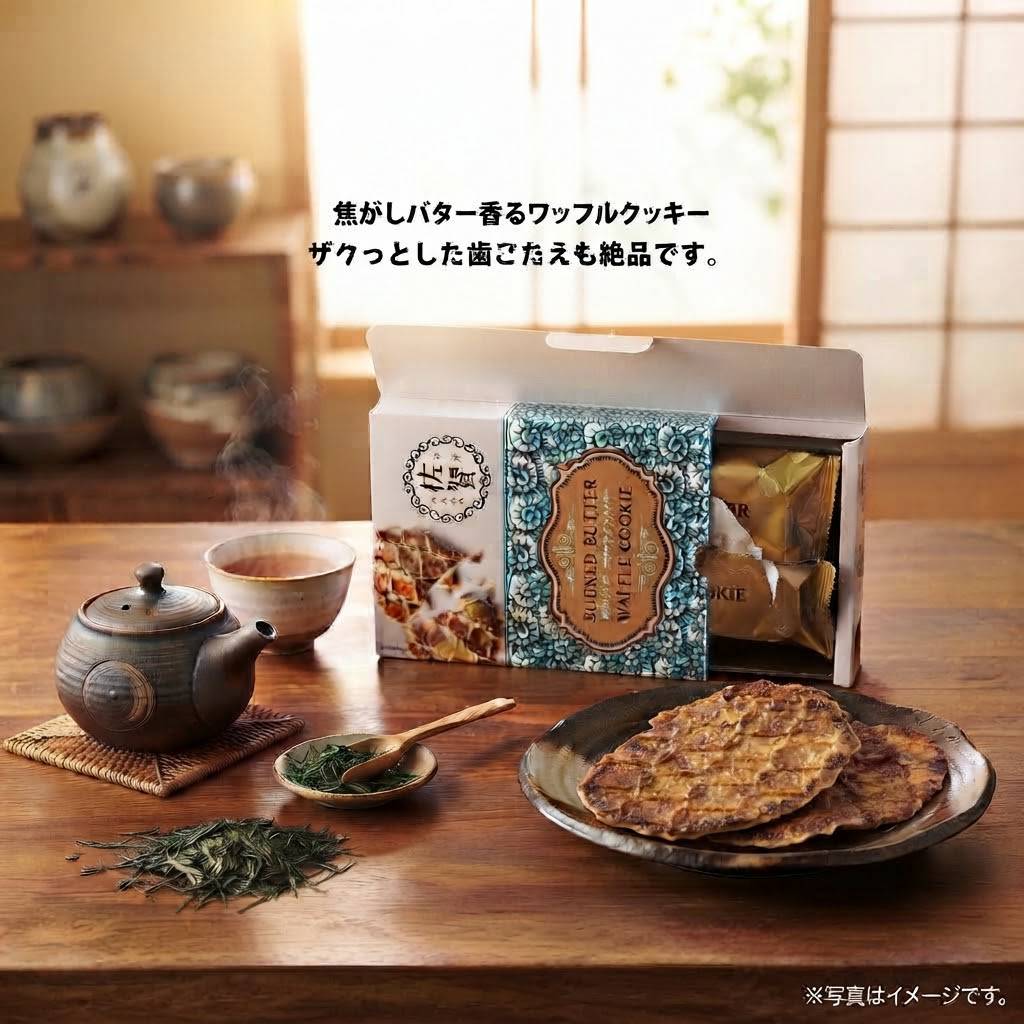 焦がしバター香るワッフルクッキー
ザクっとした歯ごたえも絶品です。
佐賢
BURNED BUTTER
WAFFLE COOKIE
OKIE
※写真はイメージです。